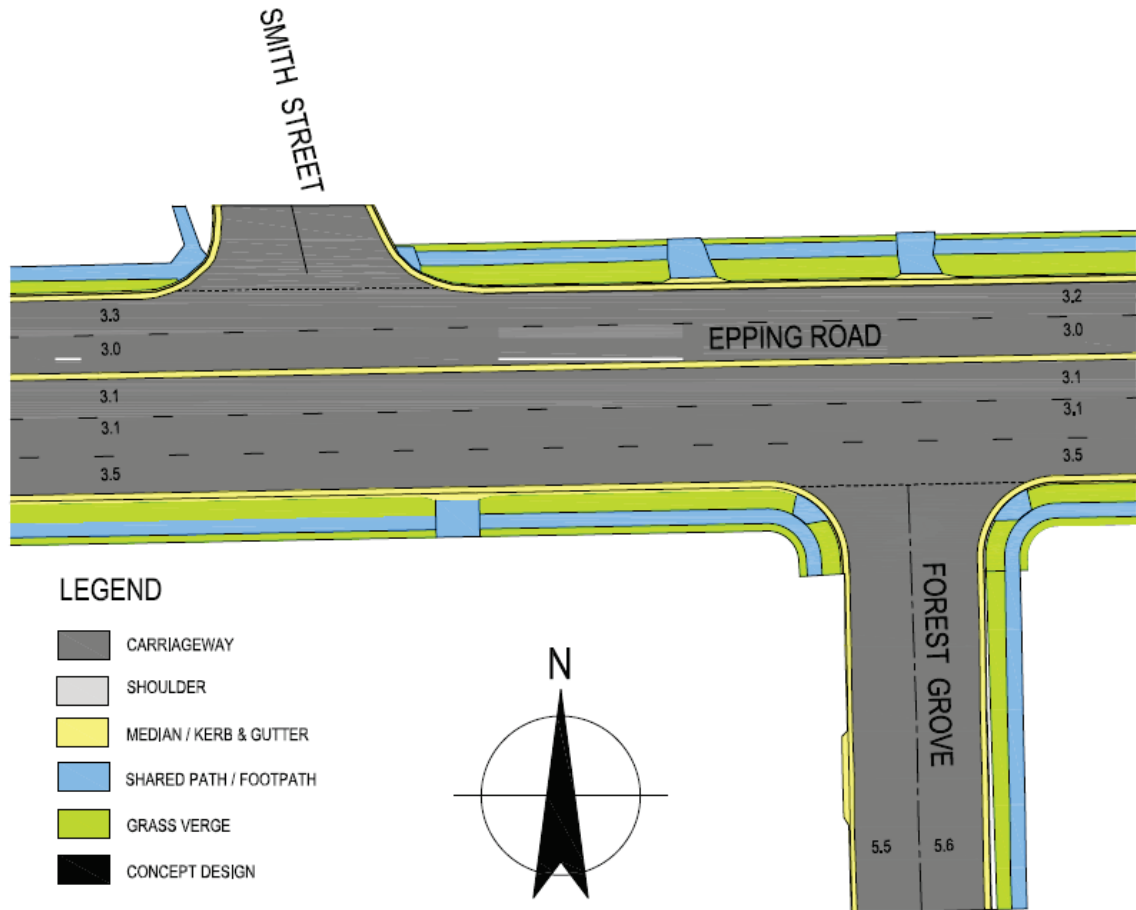 SMITH STREET
3.3
3.2
3.0
EPPING ROAD
3.0
3.1
3.1
3.1
3.1
3.5
3.5
FOREST GROVE
5.5
5.6
LEGEND
CARRIAGEWAY
SHOULDER
MEDIAN / KERB & GUTTER
SHARED PATH / FOOTPATH
GRASS VERGE
CONCEPT DESIGN
N